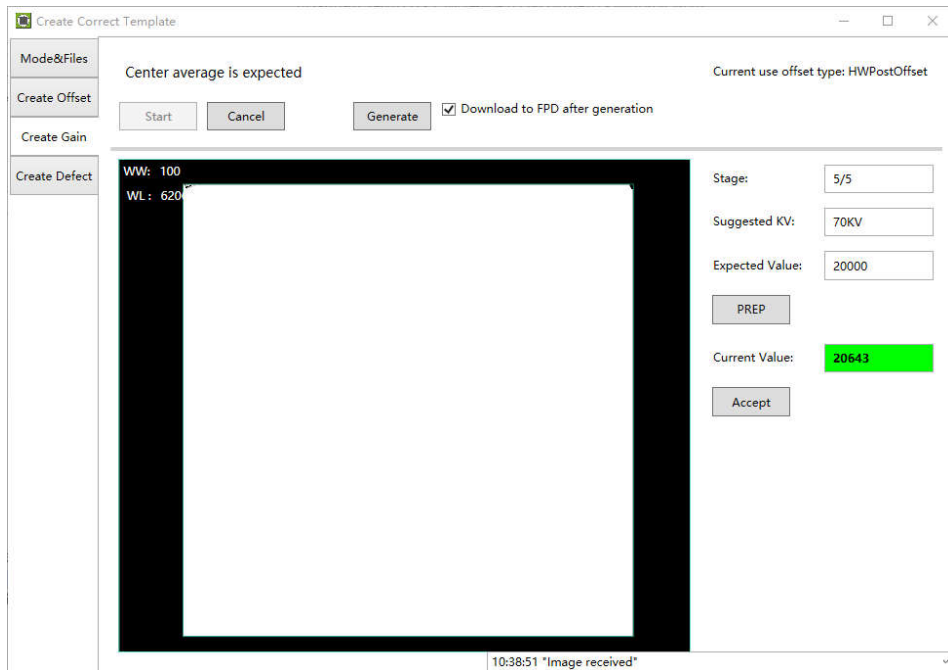 Create Correct Template
Mode&Files
Create Offset
Create Gain
Create Defect
Center average is expected
Current use offset type: HWPostOffset
Start
Cancel
Generate
Download to FPD after generation
WW: 100
WL: 620
Stage:
5/5
Suggested KV:
70KV
Expected Value:
20000
PREP
Current Value:
20643
Accept
10:38:51 "Image received"